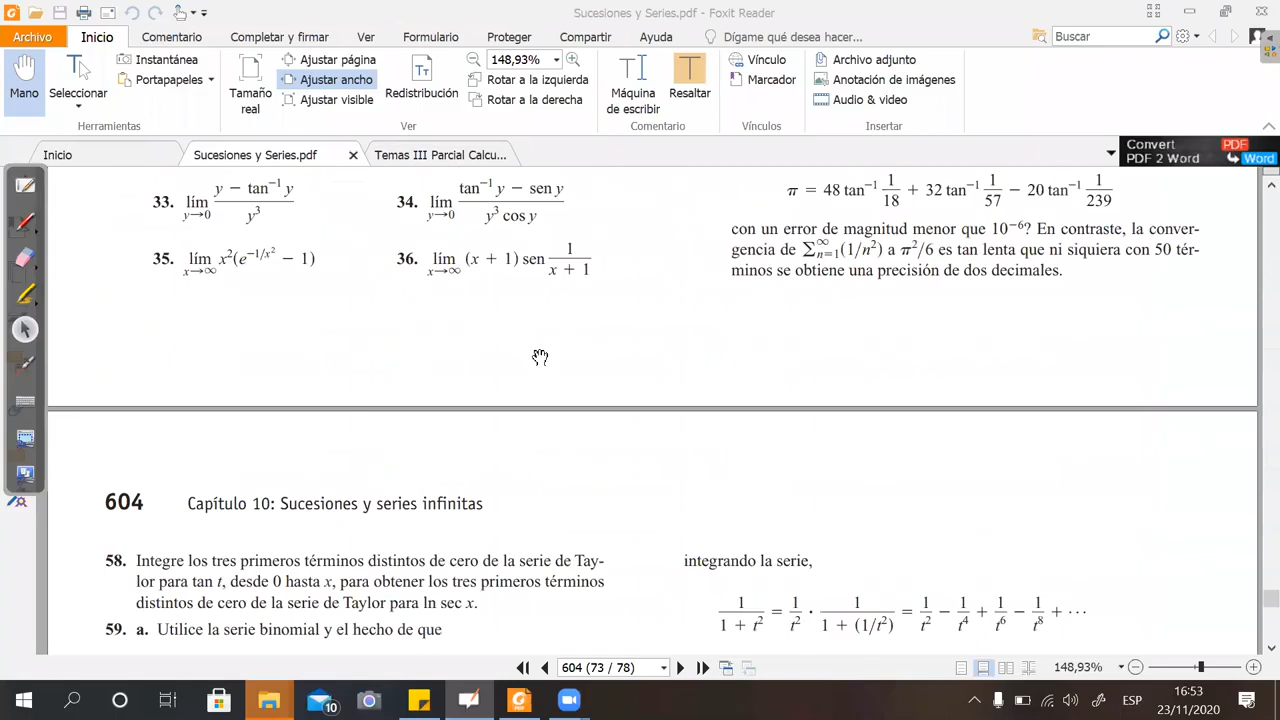 Sucesiones y Series.pdf - Foxit Reader
Archivo Inicio Comentario Completar y firmar Ver Formulario Proteger Compartir Ayuda Dígame qué desea hacer... Buscar
Mano
Seleccionar
Instantánea
Portapapeles
Herramientas
Tamaño real
Ajustar página
Ajustar ancho
Ajustar visible
Redistribución
148,93%
Rotar a la izquierda
Rotar a la derecha
Ver
Máquina de escribir
Resaltar
Comentario
Vínculo
Marcador
Vínculos
Archivo adjunto
Anotación de imágenes
Audio & video
Insertar
Inicio Sucesiones y Series.pdf Temas III Parcial Calcu...
Convert PDF
PDF 2 Word Word
33. lím y→0 (y − tan⁻¹ y)/y³
34. lím y→0 (tan⁻¹ y − sen y)/(y³ cos y)
35. lím x→∞ x²(e^(−1/x²) − 1)
36. lím x→∞ (x + 1) sen 1/(x + 1)
π = 48 tan⁻¹ 1/18 + 32 tan⁻¹ 1/57 − 20 tan⁻¹ 1/239
con un error de magnitud menor que 10⁻⁶? En contraste, la conver-
gencia de ∑ n=1 ∞ (1/n²) a π²/6 es tan lenta que ni siquiera con 50 tér-
minos se obtiene una precisión de dos decimales.
604 Capítulo 10: Sucesiones y series infinitas
58. Integre los tres primeros términos distintos de cero de la serie de Tay-
lor para tan t, desde 0 hasta x, para obtener los tres primeros términos
distintos de cero de la serie de Taylor para ln sec x.
59. a. Utilice la serie binomial y el hecho de que
integrando la serie,
1/(1 + t²) = 1/t² · 1/(1 + (1/t²)) = 1/t² − 1/t⁴ + 1/t⁶ − 1/t⁸ + ⋯
604 (73 / 78)
148,93%
10
ESP
16:53
23/11/2020